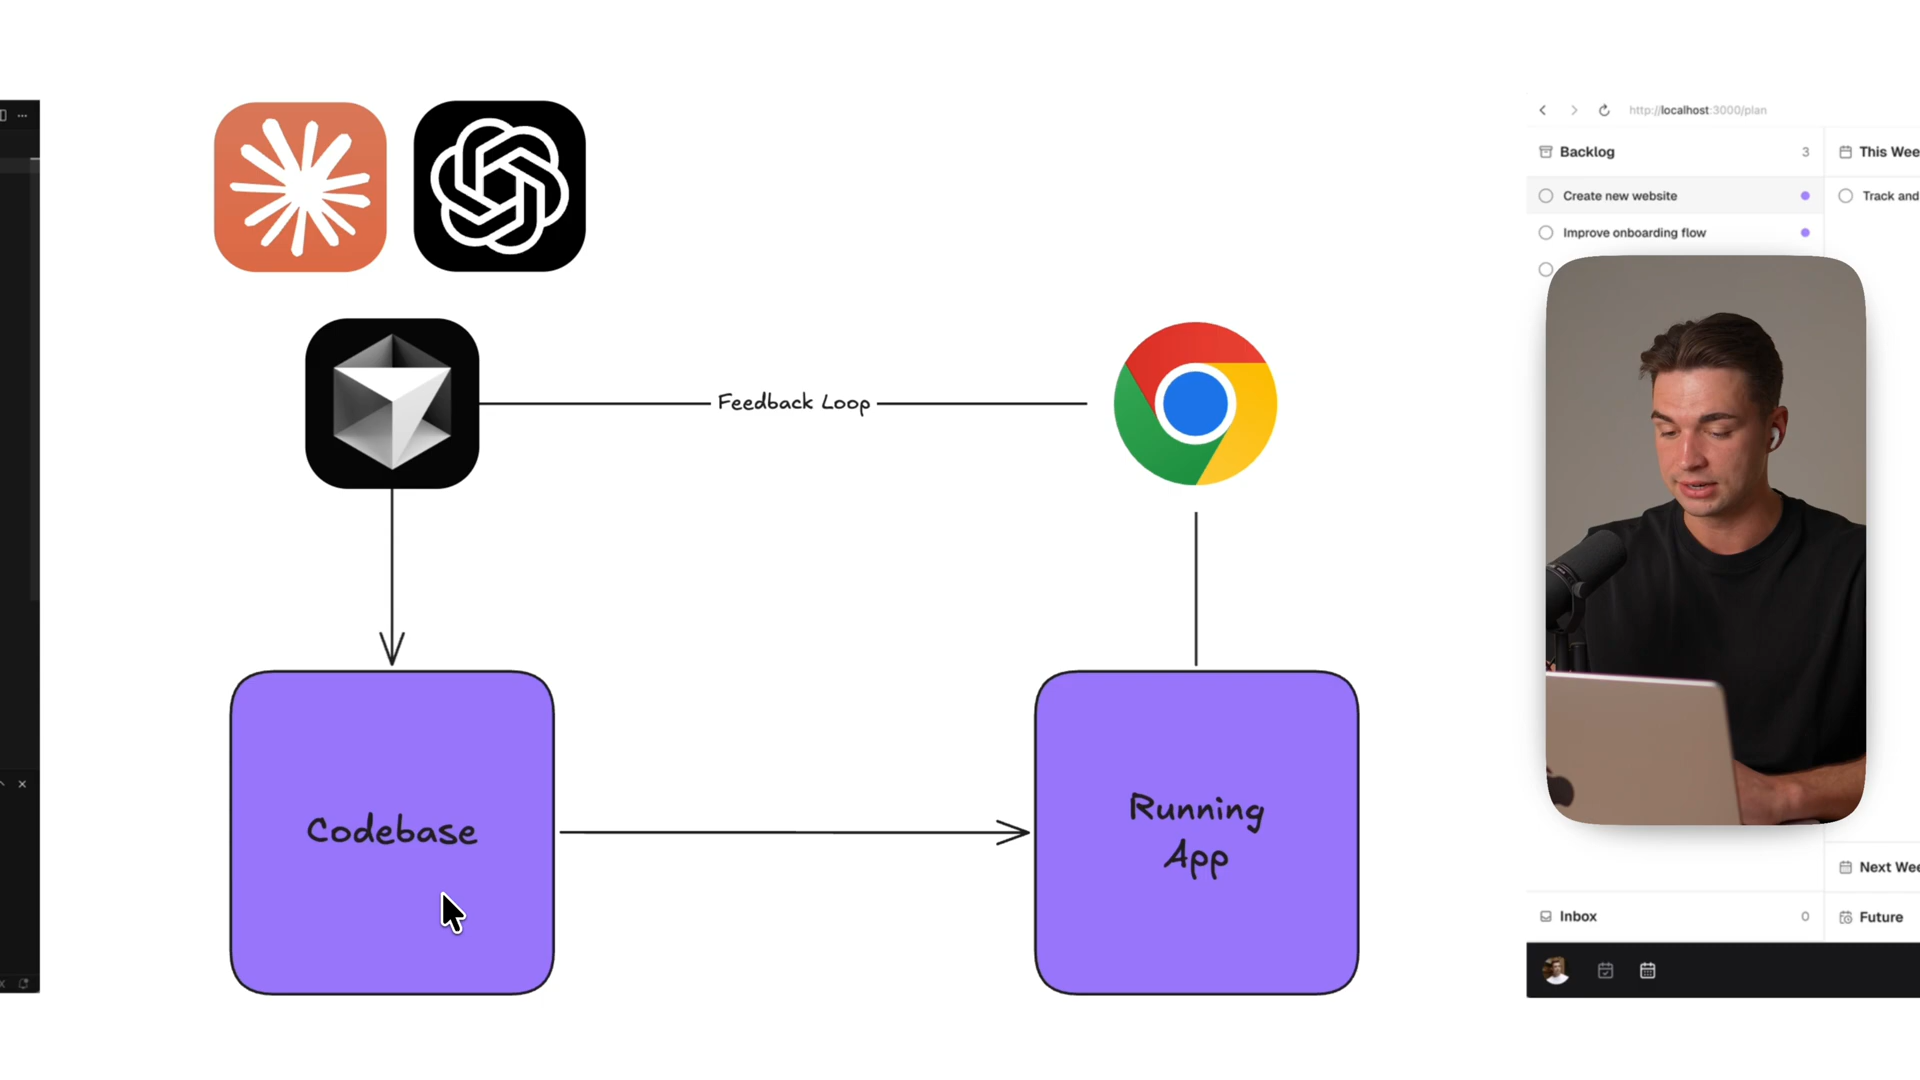 http://localhost:3000/plan
Backlog 3
This Wee
Create new website
Track and
Improve onboarding flow
Feedback Loop
Codebase
Running
App
Next Wee
Inbox 0
Future